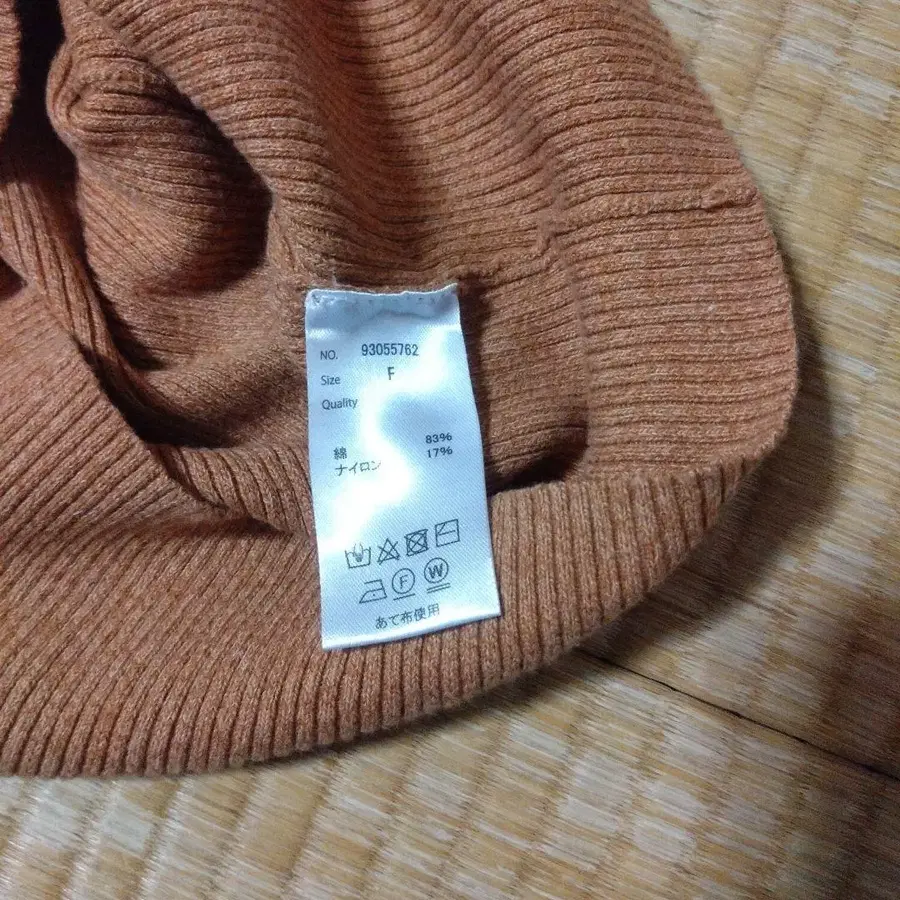 NO. 93055762
Size F
Quality
綿 83%
ナイロン 17%
F W
あて布使用